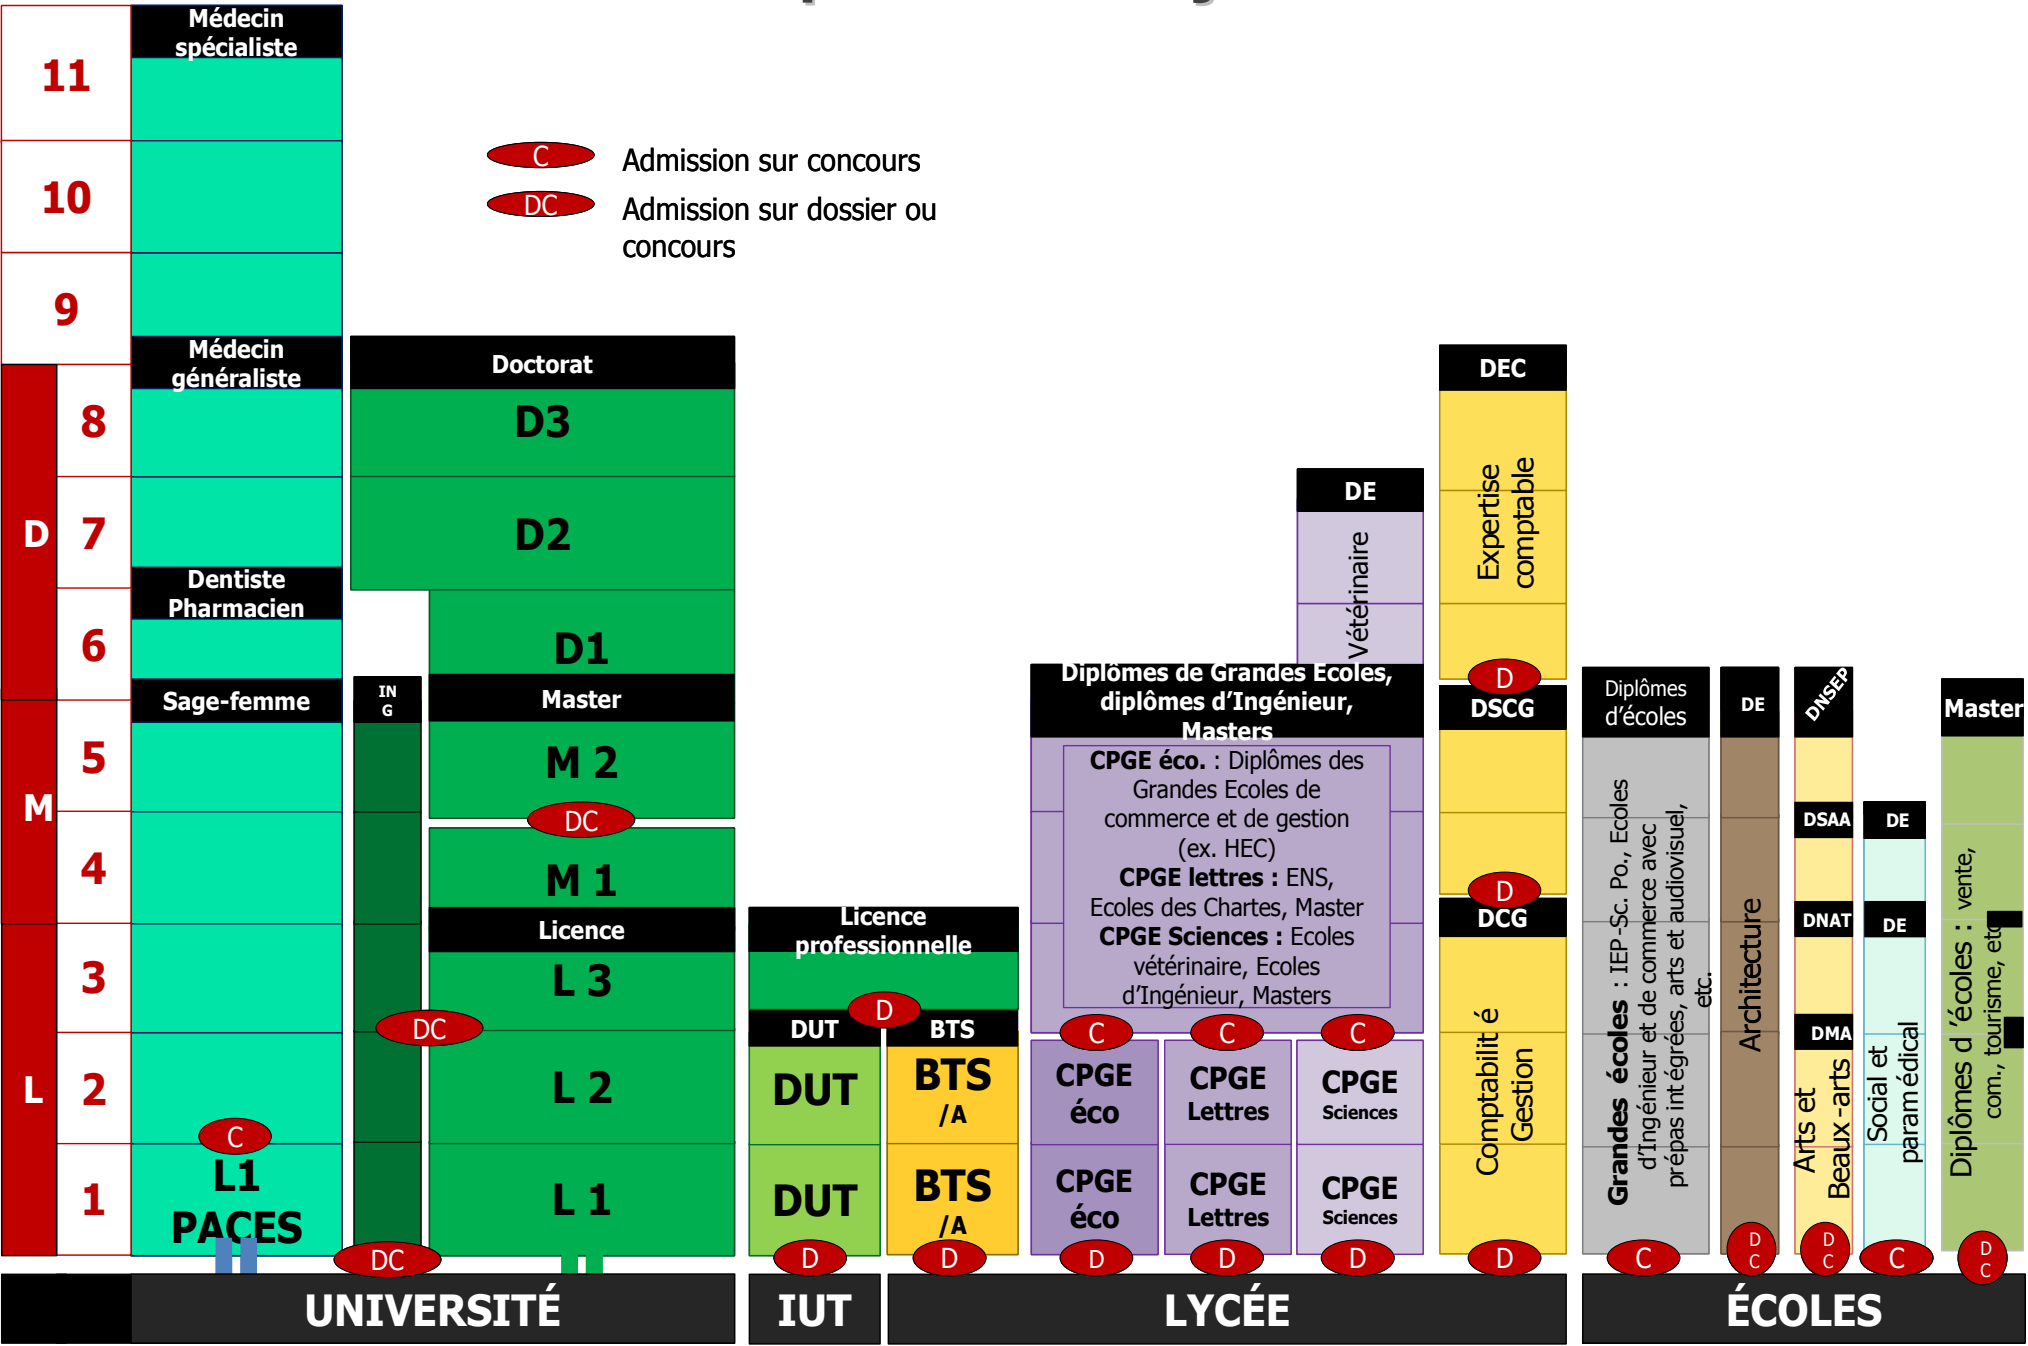 Médecin
spécialiste
11
10
9
C
Admission sur concours
DC
Admission sur dossier ou
concours
Médecin
généraliste
Doctorat
DEC
D
8
D3
7
D2
DE
Expertise
comptable
Vétérinaire
Dentiste
Pharmacien
6
D1
D
Sage-femme
IN
G
Master
Diplômes de Grandes Ecoles,
diplômes d’Ingénieur,
Masters
DSCG
Diplômes
d’écoles
DE
DNSEP
Master
M
5
M 2
DC
4
M 1
CPGE éco. : Diplômes des
Grandes Ecoles de
commerce et de gestion
(ex. HEC)
CPGE lettres : ENS,
Ecoles des Chartes, Master
CPGE Sciences : Ecoles
vétérinaire, Ecoles
d’Ingénieur, Masters
D
DCG
DSAA
DE
DNAT
DE
DMA
L
3
Licence
L 3
Licence
professionnelle
D
DUT
BTS
DC
C
C
C
2
L 2
DUT
BTS
/A
CPGE
éco
CPGE
Lettres
CPGE
Sciences
Comptabilit é
Gestion
Grandes écoles : IEP-Sc. Po., Ecoles
d’Ingénieur et de commerce avec
prépas int égrées, arts et audiovisuel,
etc.
Architecture
Arts et
Beaux -arts
Social et
param édical
Diplômes d ’écoles : vente,
com., tourisme, etc
C
1
L1
PACES
L 1
DUT
BTS
/A
CPGE
éco
CPGE
Lettres
CPGE
Sciences
DC
D
D
D
D
D
D
C
D
C
D
C
C
D
C
UNIVERSITÉ
IUT
LYCÉE
ÉCOLES